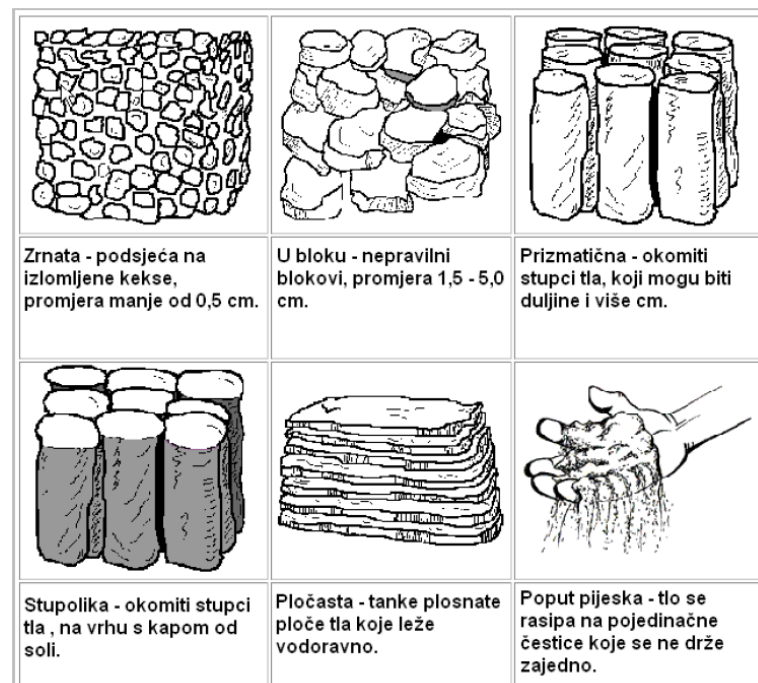 Zrnata - podsjeća na
izlomljene kekse,
promjera manje od 0,5 cm.
U bloku - nepravilni
blokovi, promjera 1,5 - 5,0
cm.
Prizmatična - okomiti
stupci tla, koji mogu biti
duljine i više cm.
Stupolika - okomiti stupci
tla , na vrhu s kapom od
soli.
Pločasta - tanke plosnate
ploče tla koje leže
vodoravno.
Poput pijeska - tlo se
rasipa na pojedinačne
čestice koje se ne drže
zajedno.